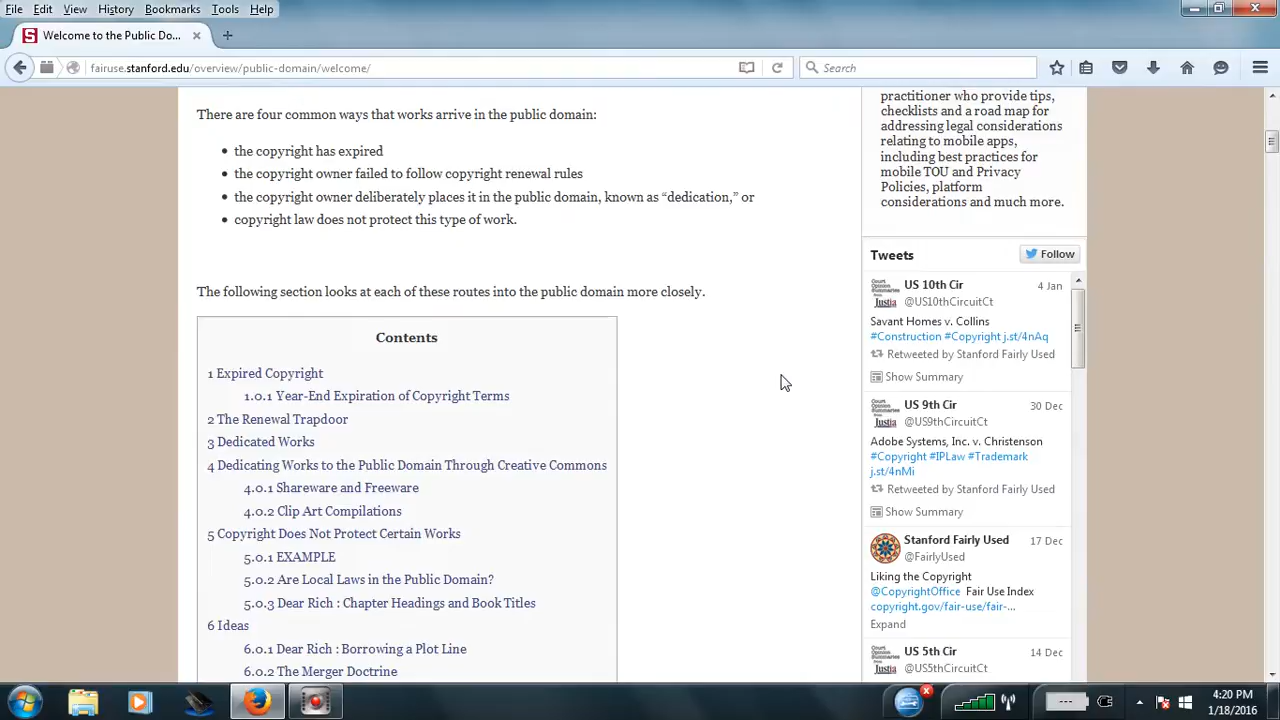 File Edit View History Bookmarks Tools Help
S Welcome to the Public Do... × +
fairuse.stanford.edu/overview/public-domain/welcome/
Search
There are four common ways that works arrive in the public domain:
• the copyright has expired
• the copyright owner failed to follow copyright renewal rules
• the copyright owner deliberately places it in the public domain, known as “dedication,” or
• copyright law does not protect this type of work.
The following section looks at each of these routes into the public domain more closely.
Contents
1 Expired Copyright
1.0.1 Year-End Expiration of Copyright Terms
2 The Renewal Trapdoor
3 Dedicated Works
4 Dedicating Works to the Public Domain Through Creative Commons
4.0.1 Shareware and Freeware
4.0.2 Clip Art Compilations
5 Copyright Does Not Protect Certain Works
5.0.1 EXAMPLE
5.0.2 Are Local Laws in the Public Domain?
5.0.3 Dear Rich : Chapter Headings and Book Titles
6 Ideas
6.0.1 Dear Rich : Borrowing a Plot Line
6.0.2 The Merger Doctrine
practitioner who provide tips,
checklists and a road map for
addressing legal considerations
relating to mobile apps,
including best practices for
mobile TOU and Privacy
Policies, platform
considerations and much more.
Tweets Follow
US 10th Cir 4 Jan
@US10thCircuitCt
Savant Homes v. Collins
#Construction #Copyright j.st/4nAq
Retweeted by Stanford Fairly Used
Show Summary
US 9th Cir 30 Dec
@US9thCircuitCt
Adobe Systems, Inc. v. Christenson
#Copyright #IPLaw #Trademark
j.st/4nMi
Retweeted by Stanford Fairly Used
Show Summary
Stanford Fairly Used 17 Dec
@FairlyUsed
Liking the Copyright
@CopyrightOffice Fair Use Index
copyright.gov/fair-use/fair-...
Expand
US 5th Cir 14 Dec
@US5thCircuitCt
4:20 PM
1/18/2016